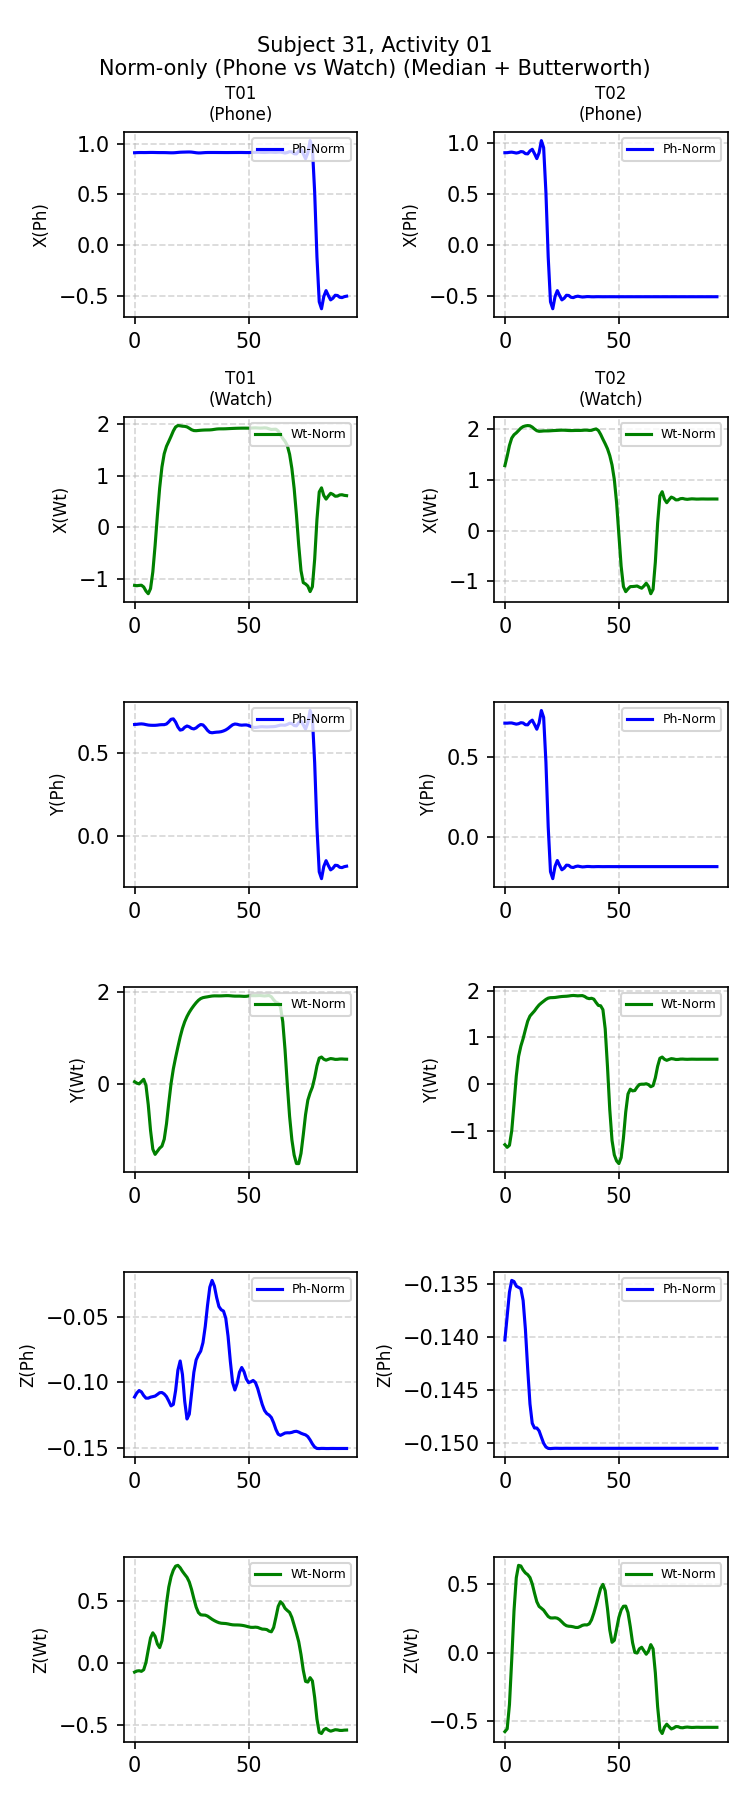 Subject 31, Activity 01
Norm-only (Phone vs Watch) (Median + Butterworth)
T01
(Phone)
T02
(Phone)
X(Ph)
1.0
0.5
0.0
−0.5
0
50
Ph-Norm
X(Ph)
1.0
0.5
0.0
−0.5
0
50
Ph-Norm
T01
(Watch)
T02
(Watch)
X(Wt)
2
1
0
−1
0
50
Wt-Norm
X(Wt)
2
1
0
−1
0
50
Wt-Norm
Y(Ph)
0.5
0.0
0
50
Ph-Norm
Y(Ph)
0.5
0.0
0
50
Ph-Norm
Y(Wt)
2
0
0
50
Wt-Norm
Y(Wt)
2
1
0
−1
0
50
Wt-Norm
Z(Ph)
−0.05
−0.10
−0.15
0
50
Ph-Norm
Z(Ph)
−0.135
−0.140
−0.145
−0.150
0
50
Ph-Norm
Z(Wt)
0.5
0.0
−0.5
0
50
Wt-Norm
Z(Wt)
0.5
0.0
−0.5
0
50
Wt-Norm